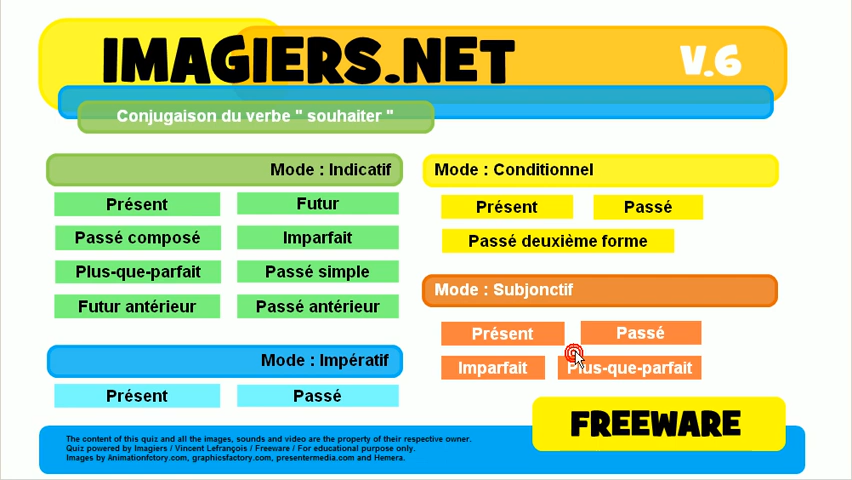 IMAGIERS.NET
V.6
Conjugaison du verbe " souhaiter "
Mode : Indicatif
Présent
Futur
Passé composé
Imparfait
Plus-que-parfait
Passé simple
Futur antérieur
Passé antérieur
Mode : Impératif
Présent
Passé
Mode : Conditionnel
Présent
Passé
Passé deuxième forme
Mode : Subjonctif
Présent
Passé
Imparfait
Plus-que-parfait
FREEWARE
The content of this quiz and all the images, sounds and video are the property of their respective owner.
Quiz powered by Imagiers / Vincent Lefrançois / Freeware / For educational purpose only.
Images by Animationfctory.com, graphicsfactory.com, presentermedia.com and Hemera.